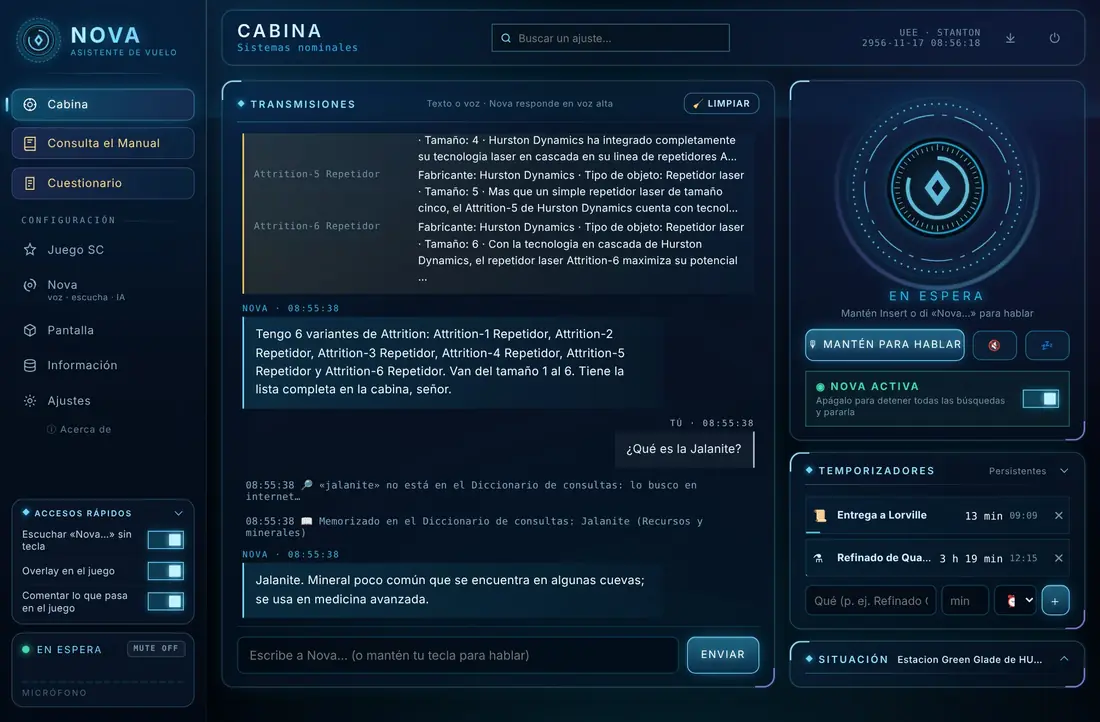 NOVA
ASISTENTE DE VUELO
Cabina
Consulta el Manual
Cuestionario
CONFIGURACIÓN
Juego SC
Nova
voz · escucha · IA
Pantalla
Información
Ajustes
ⓘ Acerca de
ACCESOS RÁPIDOS
Escuchar «Nova...» sin
tecla
Overlay en el juego
Comentar lo que pasa
en el juego
EN ESPERA
MUTE OFF
MICRÓFONO
CABINA
Sistemas nominales
Buscar un ajuste...
UEE · STANTON
2956-11-17 08:56:18
TRANSMISIONES
Texto o voz · Nova responde en voz alta
LIMPIAR
· Tamaño: 4 · Hurston Dynamics ha integrado completamente
su tecnologia laser en cascada en su linea de repetidores A...
Attrition-5 Repetidor
Fabricante: Hurston Dynamics · Tipo de objeto: Repetidor laser
· Tamaño: 5 · Mas que un simple repetidor laser de tamaño
cinco, el Attrition-5 de Hurston Dynamics cuenta con tecnol...
Attrition-6 Repetidor
Fabricante: Hurston Dynamics · Tipo de objeto: Repetidor laser
· Tamaño: 6 · Con la tecnologia en cascada de Hurston
Dynamics, el repetidor laser Attrition-6 maximiza su potencial
...
NOVA · 08:55:38
Tengo 6 variantes de Attrition: Attrition-1 Repetidor, Attrition-2
Repetidor, Attrition-3 Repetidor, Attrition-4 Repetidor, Attrition-5
Repetidor y Attrition-6 Repetidor. Van del tamaño 1 al 6. Tiene la
lista completa en la cabina, señor.
TÚ · 08:55:38
¿Qué es la Jalanite?
08:55:38 🔎 «jalanite» no está en el Diccionario de consultas: lo busco en
internet…
08:55:38 📖 Memorizado en el Diccionario de consultas: Jalanite (Recursos y
minerales)
NOVA · 08:55:38
Jalanite. Mineral poco común que se encuentra en algunas cuevas;
se usa en medicina avanzada.
Escribe a Nova... (o mantén tu tecla para hablar)
ENVIAR
EN ESPERA
Mantén Insert o di «Nova...» para hablar
MANTÉN PARA HABLAR
NOVA ACTIVA
Apágalo para detener todas las búsquedas
y pararla
TEMPORIZADORES
Persistentes
Entrega a Lorville 13 min 09:09
Refinado de Qua... 3 h 19 min 12:15
Qué (p. ej. Refinado (
min
+
SITUACIÓN
Estacion Green Glade de HU...